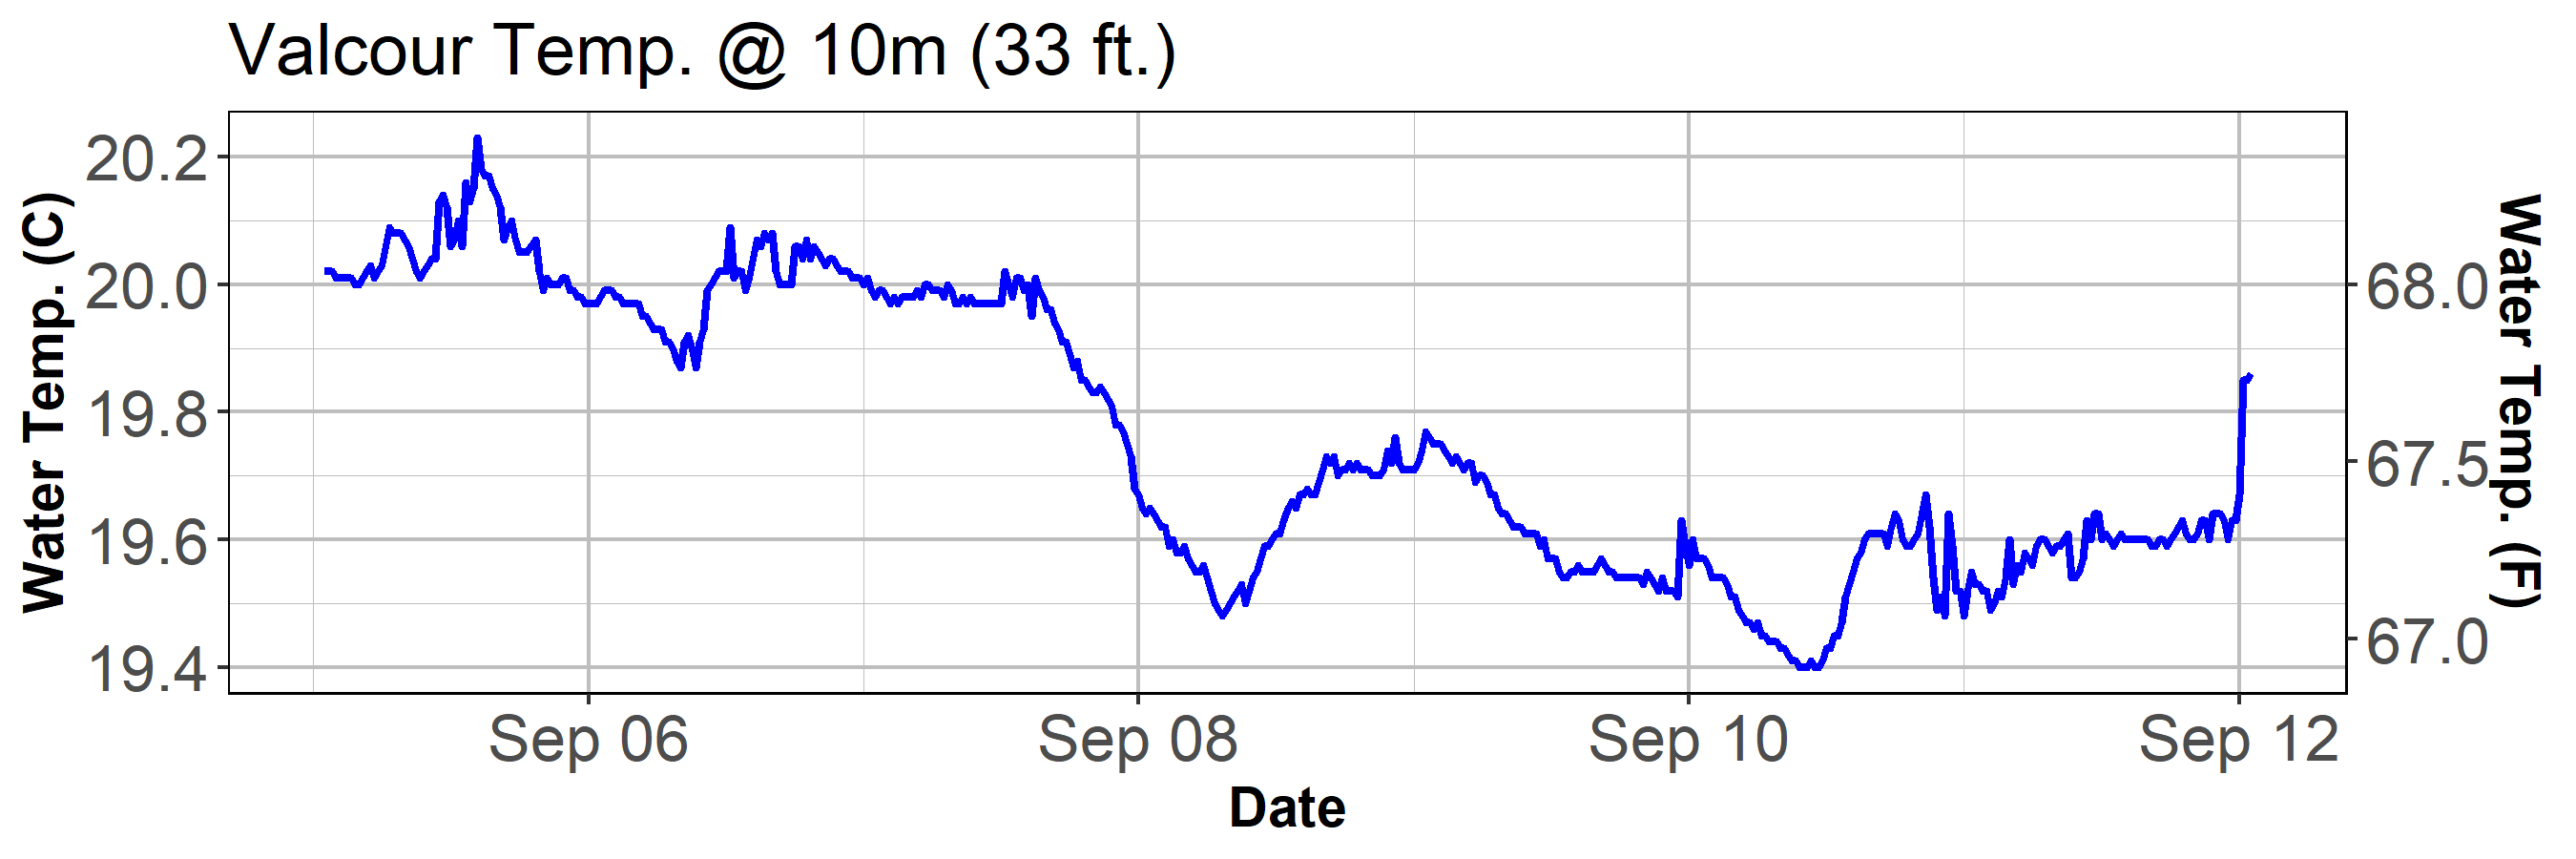 Valcour Temp. @ 10m (33 ft.)
Water Temp. (C)
20.2
20.0
19.8
19.6
19.4
68.0
67.5
67.0
Water Temp. (F)
Sep 06
Sep 08
Sep 10
Sep 12
Date